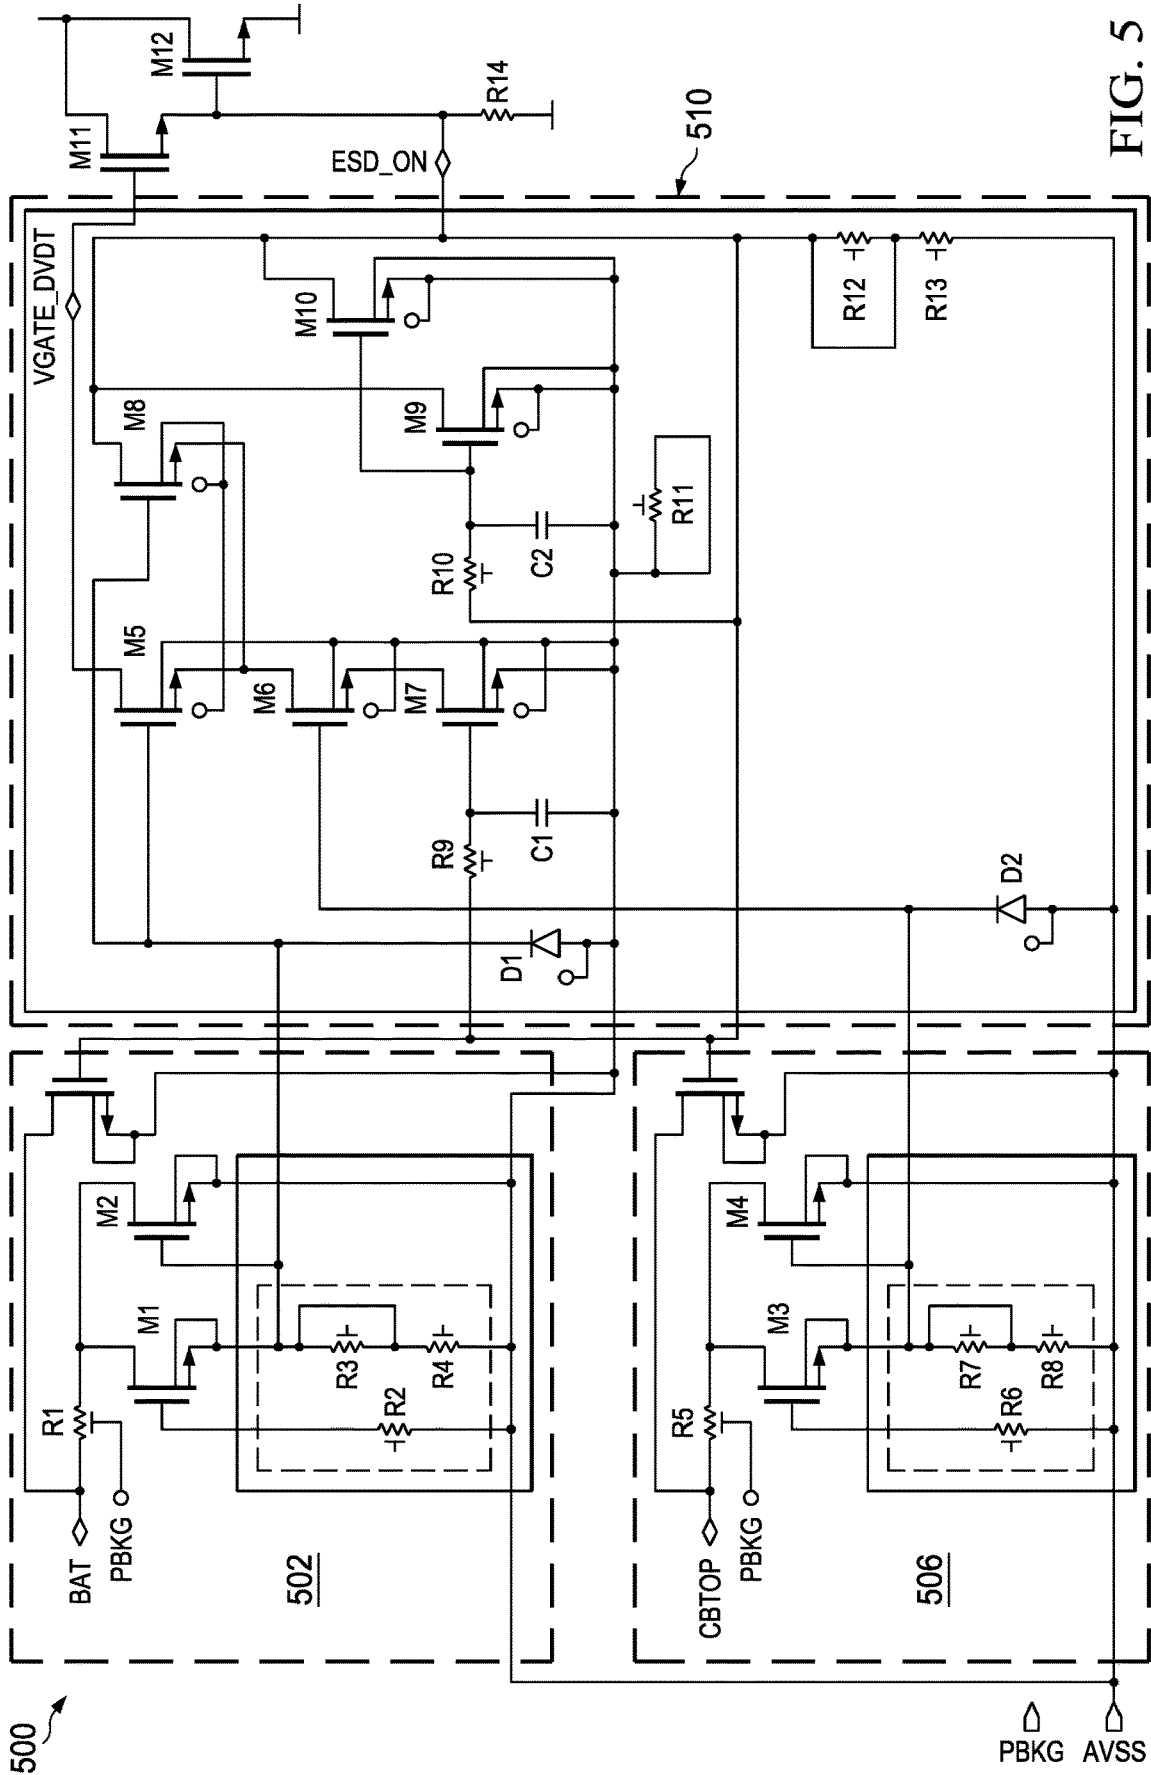 500
BAT
PBKG
R1
M1
M2
R2
R3
R4
502
CBTOP
PBKG
R5
M3
M4
R6
R7
R8
506
PBKG
AVSS
VGATE_DVDT
M5
M8
M6
M7
M9
M10
R9
C1
R10
C2
R11
D1
D2
R12
R13
510
ESD_ON
M11
M12
R14
FIG. 5